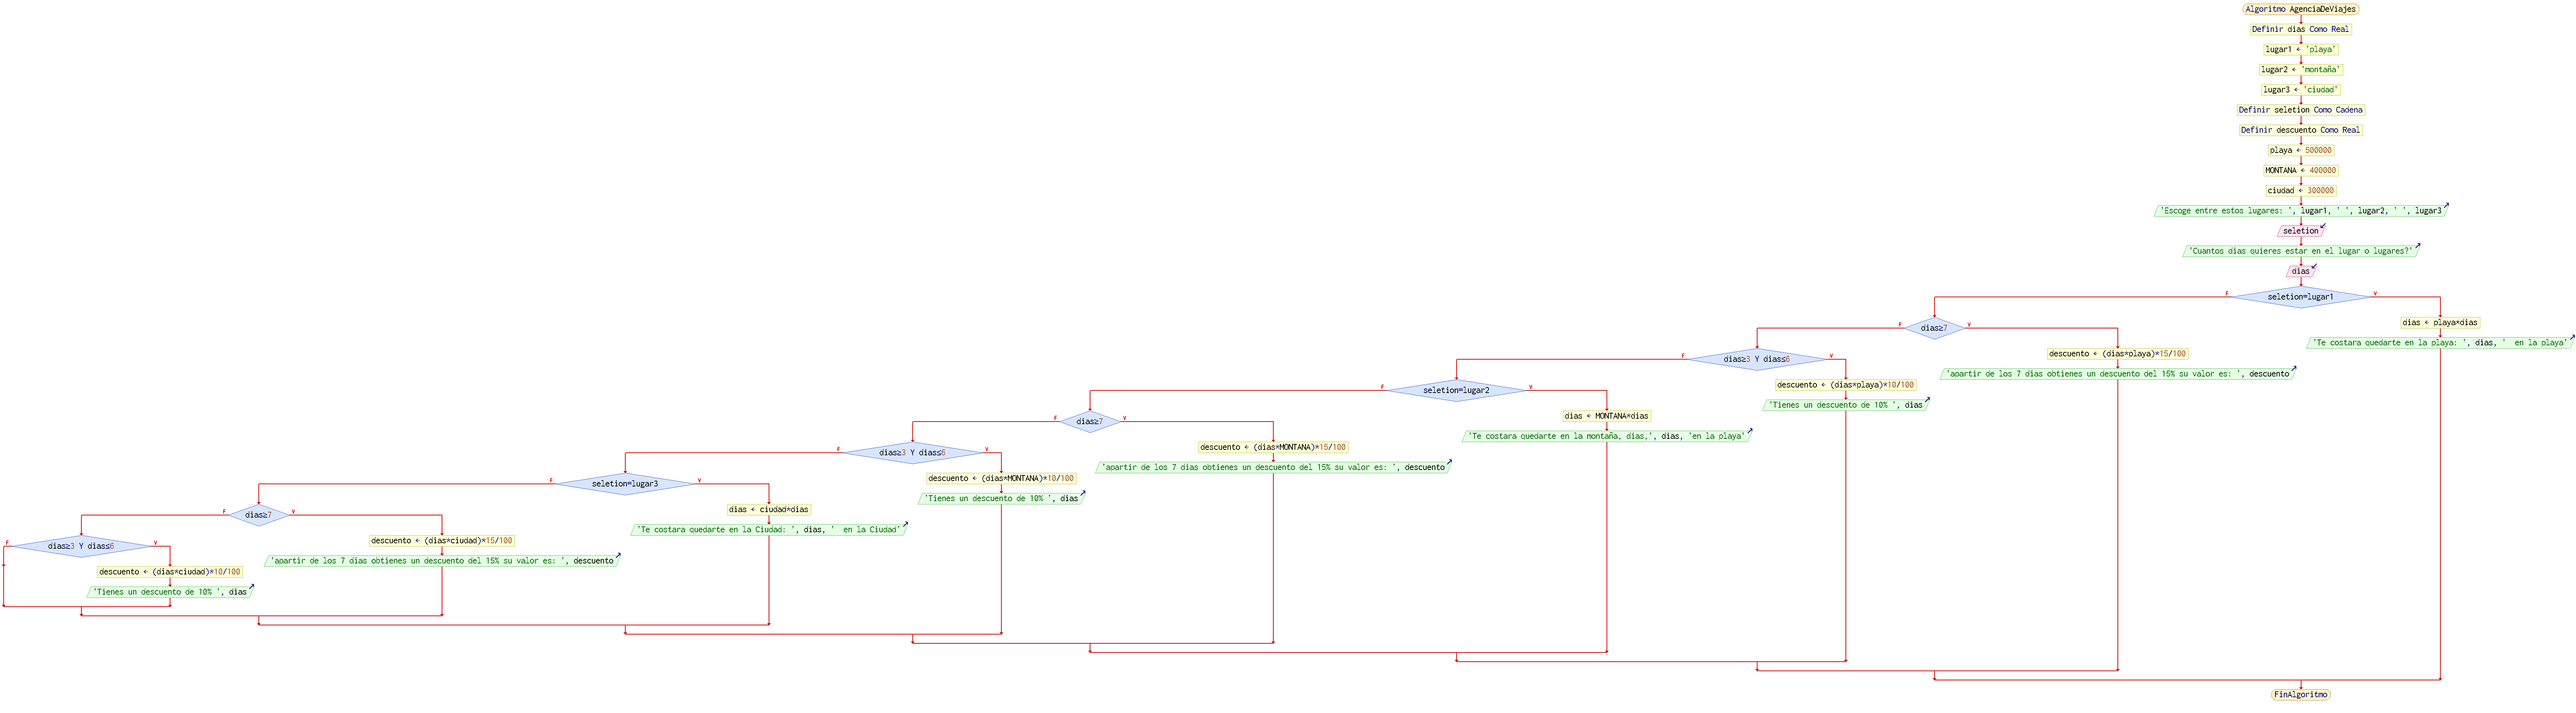 Algoritmo AgenciaDeViajes
Definir dias Como Real
lugar1 ← 'playa'
lugar2 ← 'montaña'
lugar3 ← 'ciudad'
Definir seletion Como Cadena
Definir descuento Como Real
playa ← 500000
MONTANA ← 400000
ciudad ← 300000
'Escoge entre estos lugares: ', lugar1, ' ', lugar2, ' ', lugar3
seletion
'Cuantos dias quieres estar en el lugar o lugares?'
dias
seletion=lugar1
F
V
dias ← playa*dias
'Te costara quedarte en la playa: ', dias, '  en la playa'
dias≥7
F
V
descuento ← (dias*playa)*15/100
'apartir de los 7 dias obtienes un descuento del 15% su valor es: ', descuento
dias≥3 Y dias≤6
F
V
descuento ← (dias*playa)*10/100
'Tienes un descuento de 10% ', dias
seletion=lugar2
F
V
dias ← MONTANA*dias
'Te costara quedarte en la montaña, dias,', dias, 'en la playa'
dias≥7
F
V
descuento ← (dias*MONTANA)*15/100
'apartir de los 7 dias obtienes un descuento del 15% su valor es: ', descuento
dias≥3 Y dias≤6
F
V
descuento ← (dias*MONTANA)*10/100
'Tienes un descuento de 10% ', dias
seletion=lugar3
F
V
dias ← ciudad*dias
'Te costara quedarte en la Ciudad: ', dias, '  en la Ciudad'
dias≥7
F
V
descuento ← (dias*ciudad)*15/100
'apartir de los 7 dias obtienes un descuento del 15% su valor es: ', descuento
dias≥3 Y dias≤6
F
V
descuento ← (dias*ciudad)*10/100
'Tienes un descuento de 10% ', dias
FinAlgoritmo